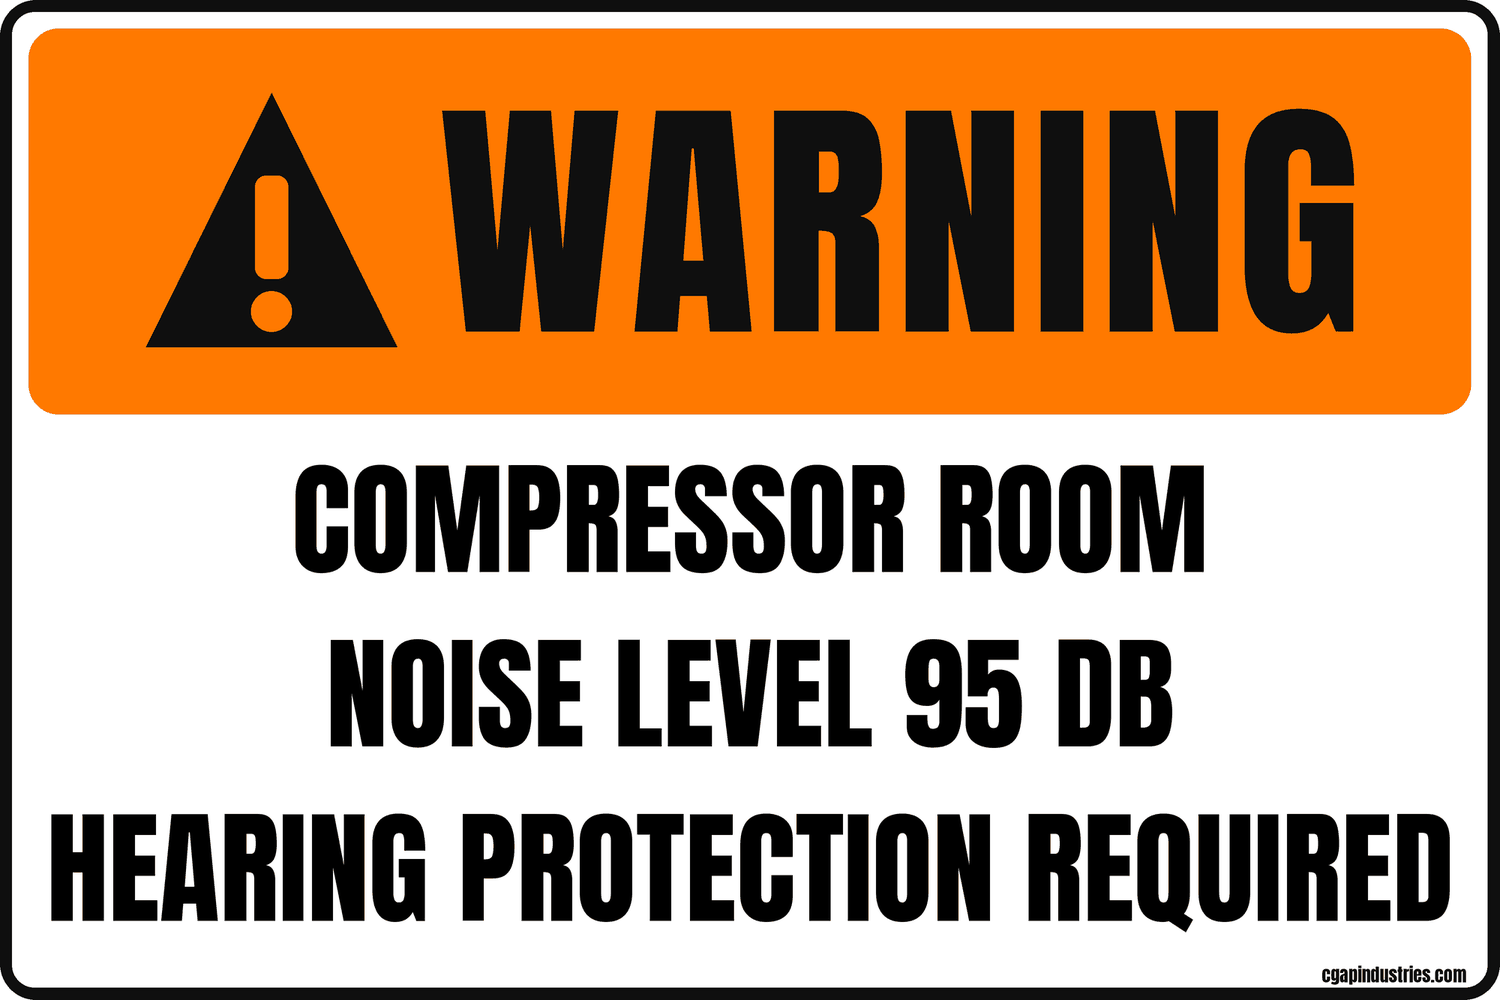 WARNING
COMPRESSOR ROOM
NOISE LEVEL 95 DB
HEARING PROTECTION REQUIRED
cgapindustries.com